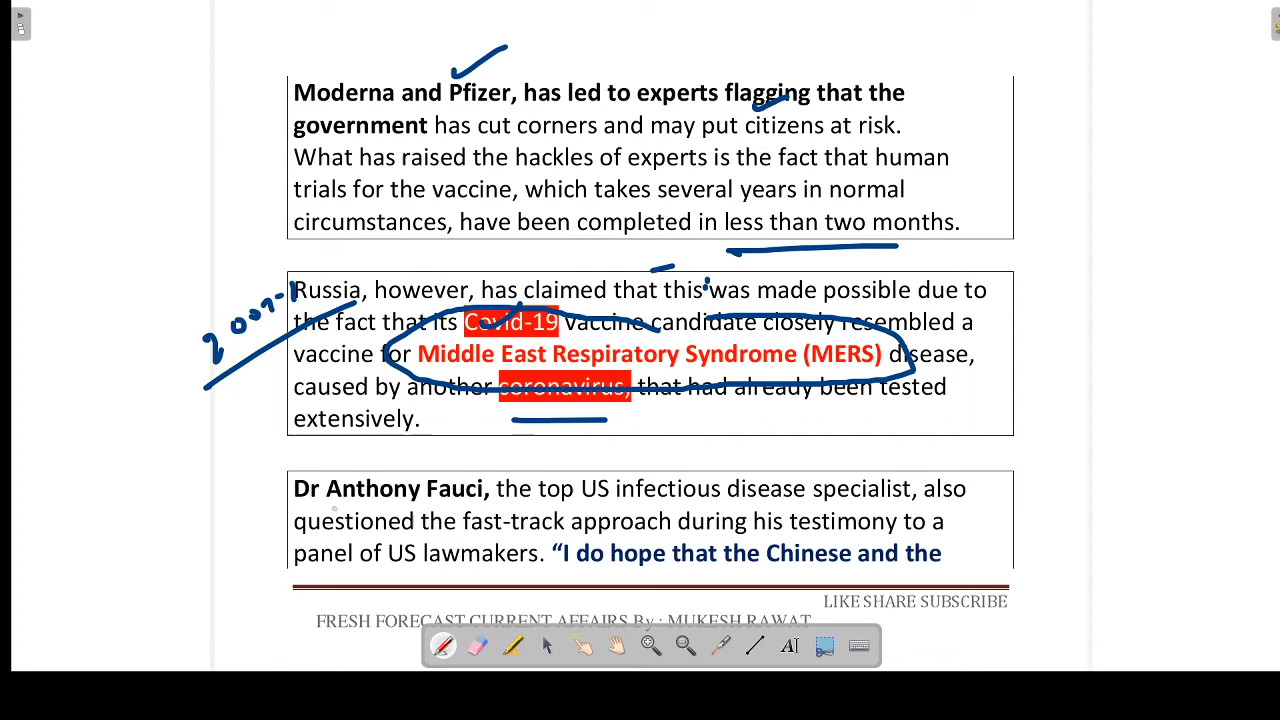 Moderna and Pfizer, has led to experts flagging that the
government has cut corners and may put citizens at risk.
What has raised the hackles of experts is the fact that human
trials for the vaccine, which takes several years in normal
circumstances, have been completed in less than two months.
Russia, however, has claimed that this was made possible due to
the fact that its Covid-19 vaccine candidate closely resembled a
vaccine for Middle East Respiratory Syndrome (MERS) disease,
caused by another coronavirus, that had already been tested
extensively.
Dr Anthony Fauci, the top US infectious disease specialist, also
questioned the fast-track approach during his testimony to a
panel of US lawmakers. “I do hope that the Chinese and the
LIKE SHARE SUBSCRIBE
FRESH FORECAST CURRENT AFFAIRS By : MUKESH RAWAT
AI